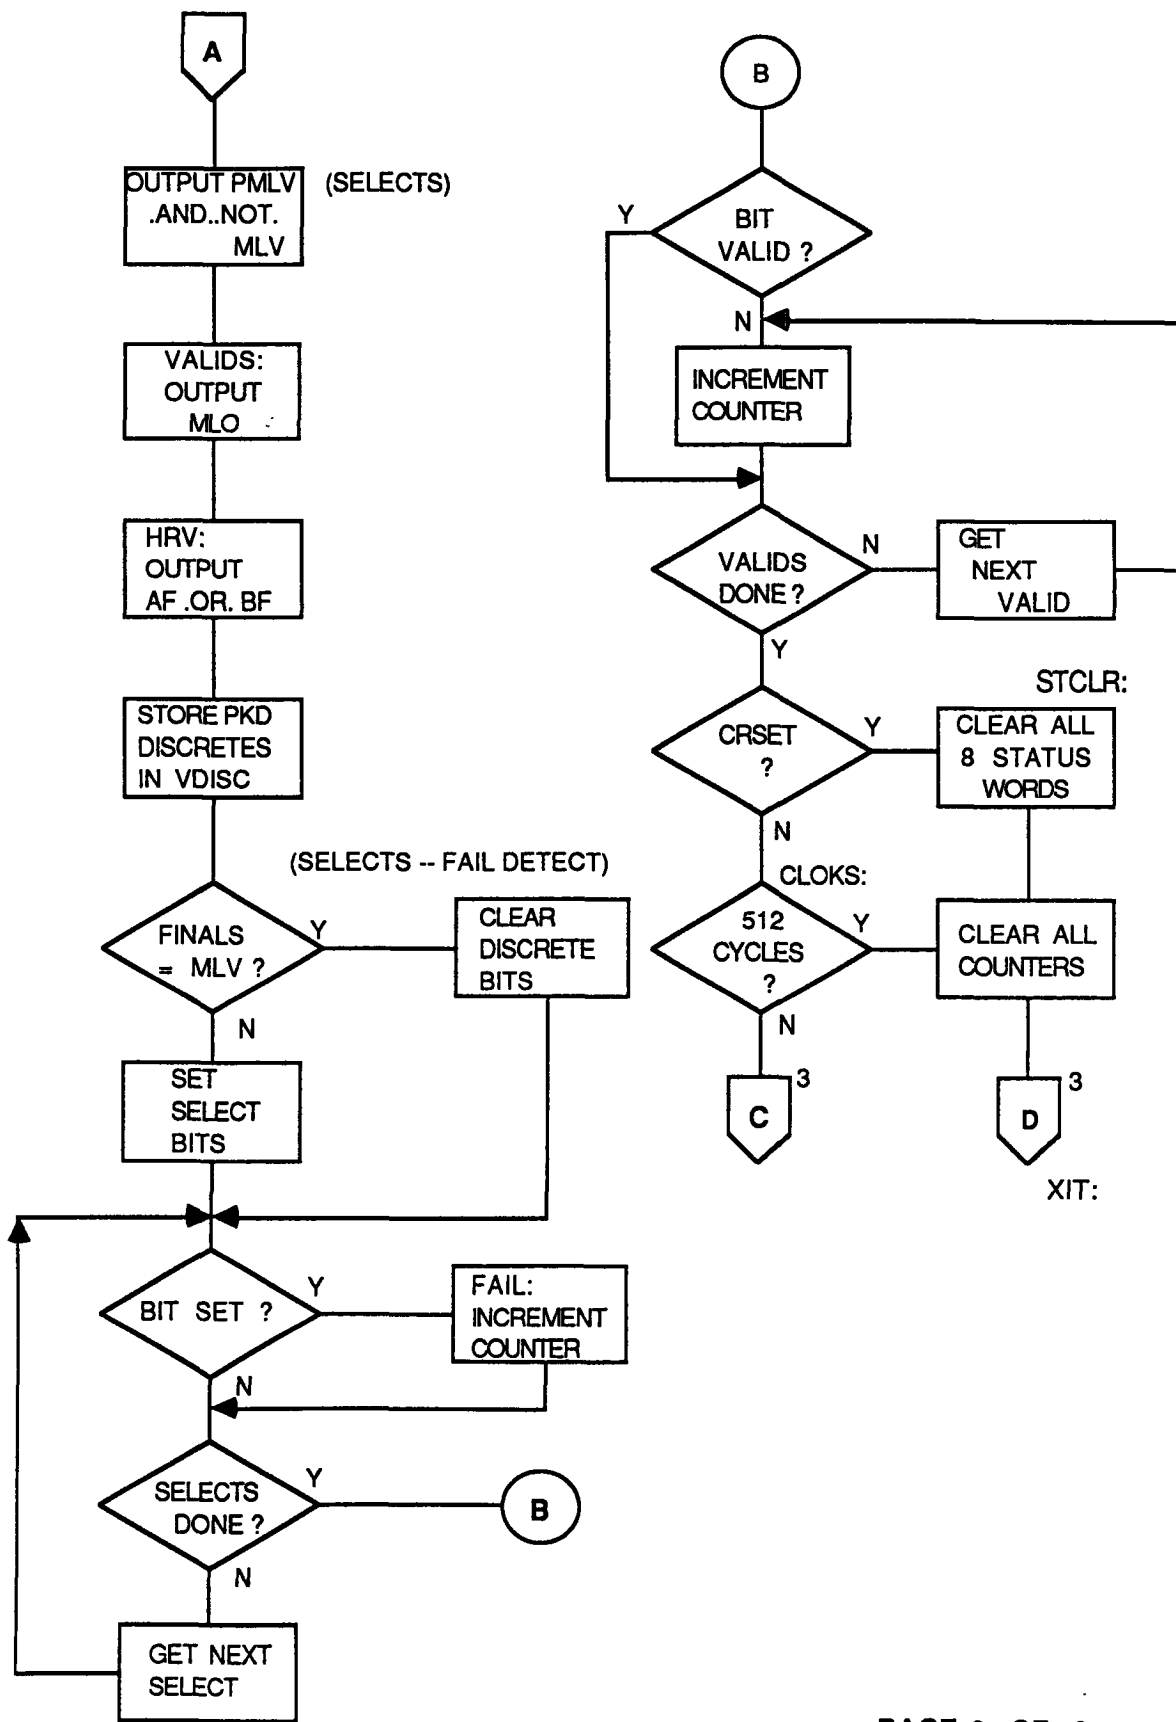 A
OUTPUT PMLV
.AND..NOT.
MLV
(SELECTS)
VALIDS:
OUTPUT
MLO
HRV:
OUTPUT
AF .OR. BF
STORE PKD
DISCRETES
IN VDISC
(SELECTS -- FAIL DETECT)
FINALS
= MLV ?
Y
N
CLEAR
DISCRETE
BITS
SET
SELECT
BITS
BIT SET ?
Y
N
FAIL:
INCREMENT
COUNTER
SELECTS
DONE ?
Y
N
B
GET NEXT
SELECT
B
BIT
VALID ?
Y
N
INCREMENT
COUNTER
VALIDS
DONE ?
N
Y
GET
NEXT
VALID
STCLR:
CRSET
?
Y
N
CLEAR ALL
8 STATUS
WORDS
CLOKS:
512
CYCLES
?
Y
N
CLEAR ALL
COUNTERS
3
C
3
D
XIT: